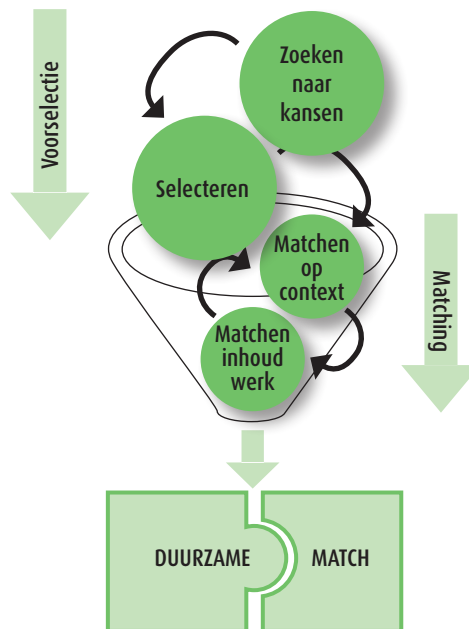 Zoeken
naar
kansen
Voorselectie
Selecteren
Matchen
op
context
Matching
Matchen
inhoud
werk
DUURZAME MATCH